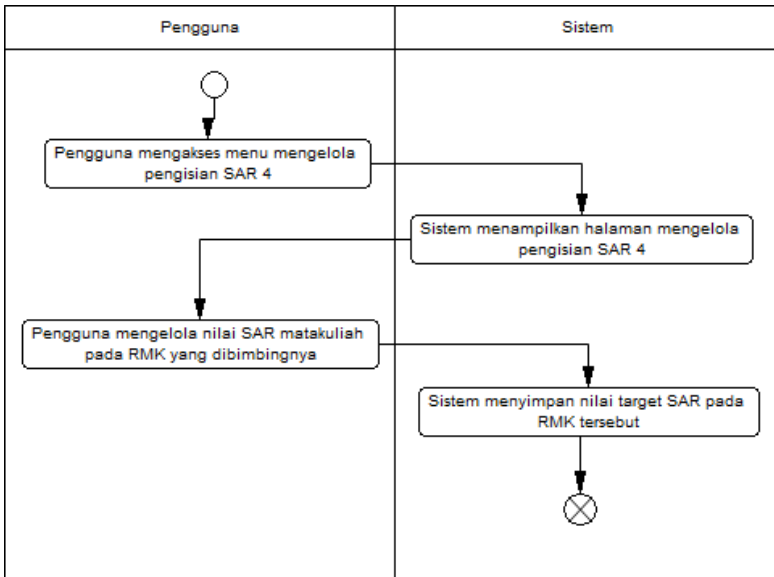 Pengguna
Sistem
Pengguna mengakses menu mengelola
pengisian SAR 4
Sistem menampilkan halaman mengelola
pengisian SAR 4
Pengguna mengelola nilai SAR matakuliah
pada RMK yang dibimbingnya
Sistem menyimpan nilai target SAR pada
RMK tersebut